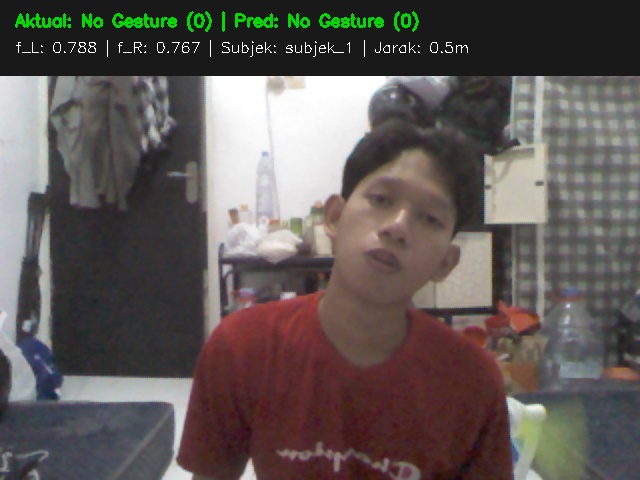 Aktual: No Gesture (0) | Pred: No Gesture (0)
f_L: 0.788 | f_R: 0.767 | Subjek: subjek_1 | Jarak: 0.5m
Champion